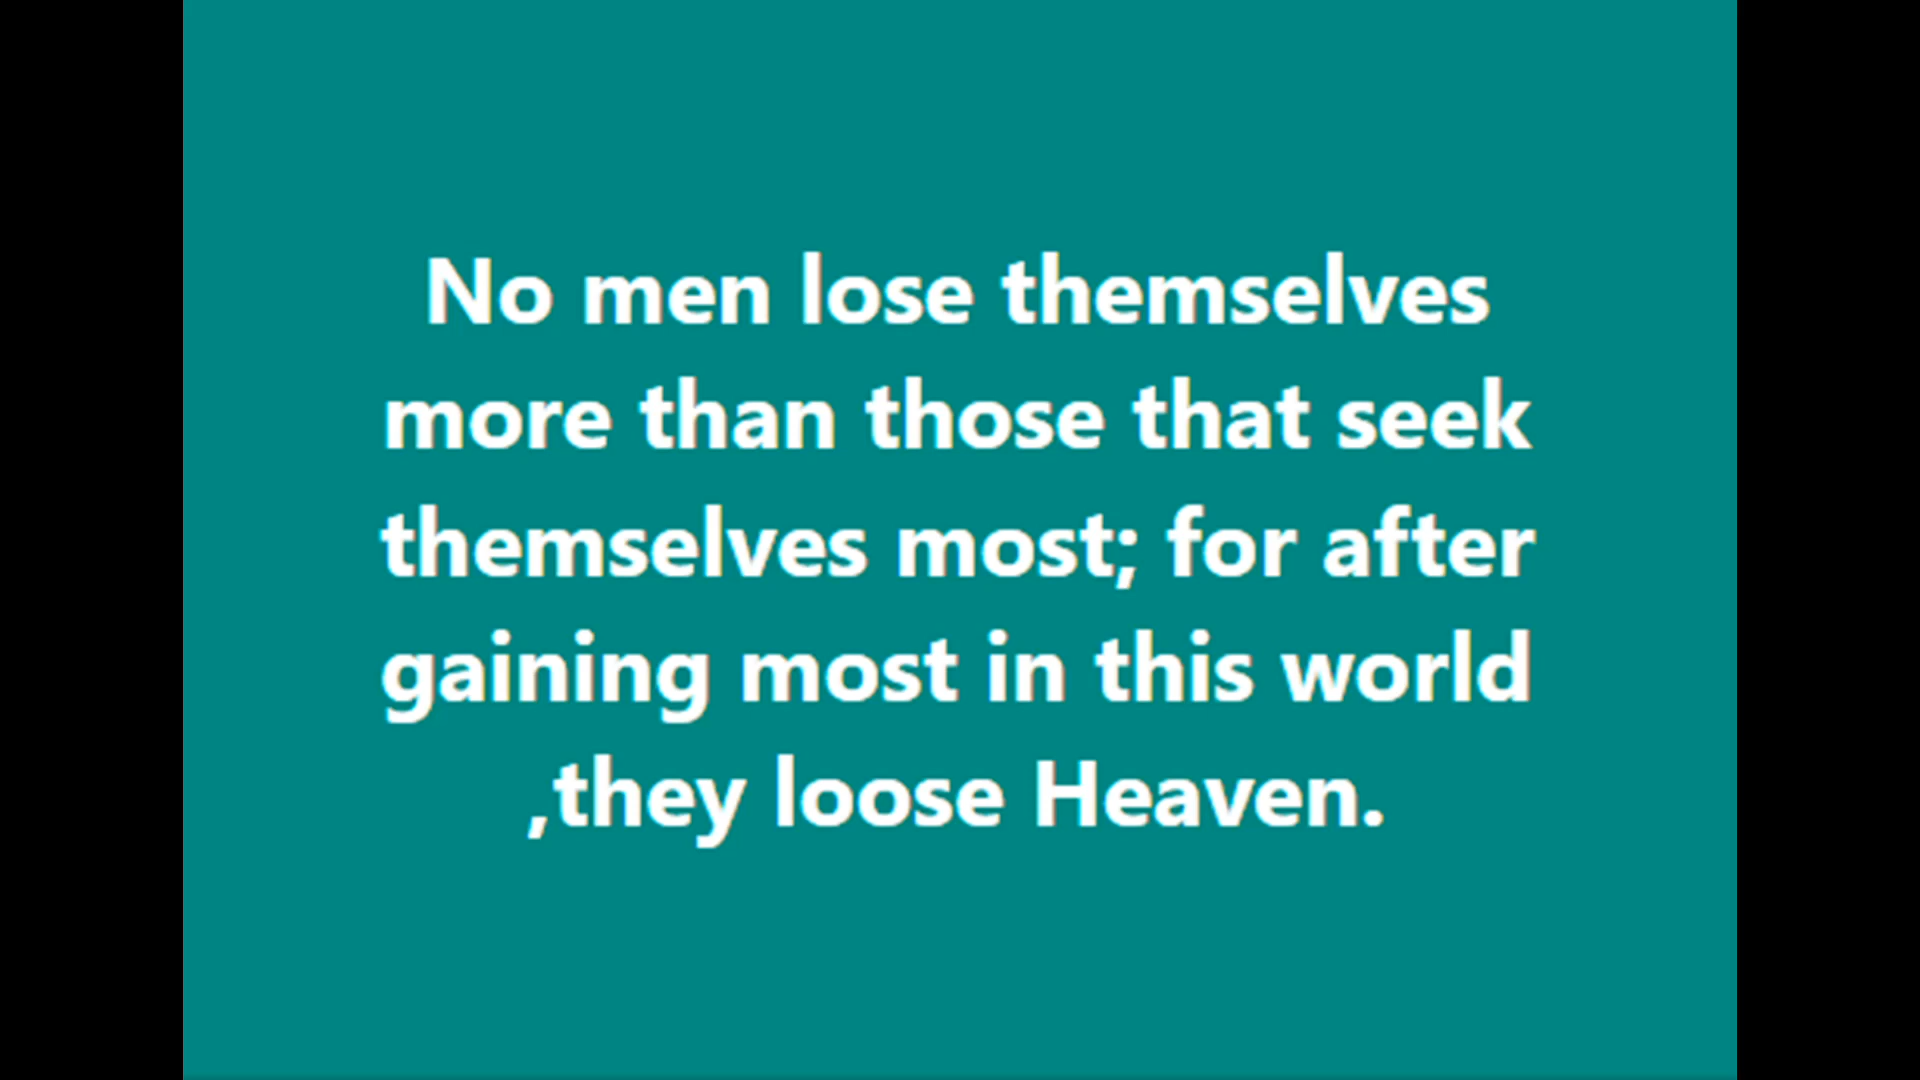 No men lose themselves
more than those that seek
themselves most; for after
gaining most in this world
,they loose Heaven.